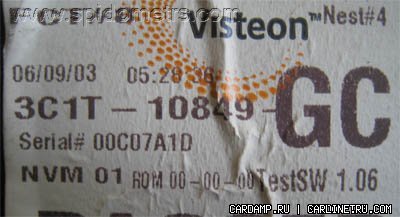 www.spidometrs.com
Visteon™ Nest#4
06/09/03 05:28
3C1T - 10849- GC
Serial# 00C07A1D
NVM 01 ROM 00-00-00 TestSW 1.06
CARDAMP.RU | CARLINETRU.COM